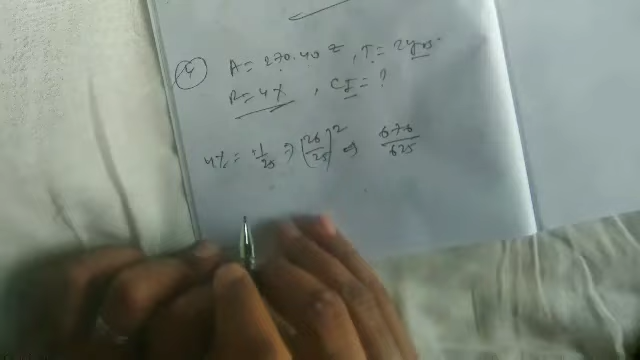 4 A = 270.40 ₹, T = 2yrs.
R = 4%, CI = ?
4% = 1/25 ⇒ (26/25)² ⇒ 676/625